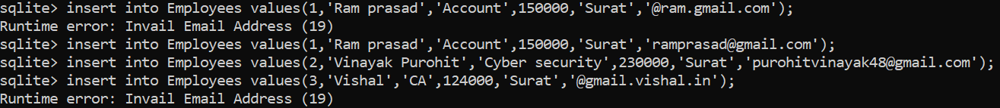 sqlite> insert into Employees values(1,'Ram prasad','Account',150000,'Surat','@ram.gmail.com');
Runtime error: Invail Email Address (19)
sqlite> insert into Employees values(1,'Ram prasad','Account',150000,'Surat','ramprasad@gmail.com');
sqlite> insert into Employees values(2,'Vinayak Purohit','Cyber security',230000,'Surat','purohitvinayak48@gmail.com');
sqlite> insert into Employees values(3,'Vishal','CA',124000,'Surat','@gmail.vishal.in');
Runtime error: Invail Email Address (19)